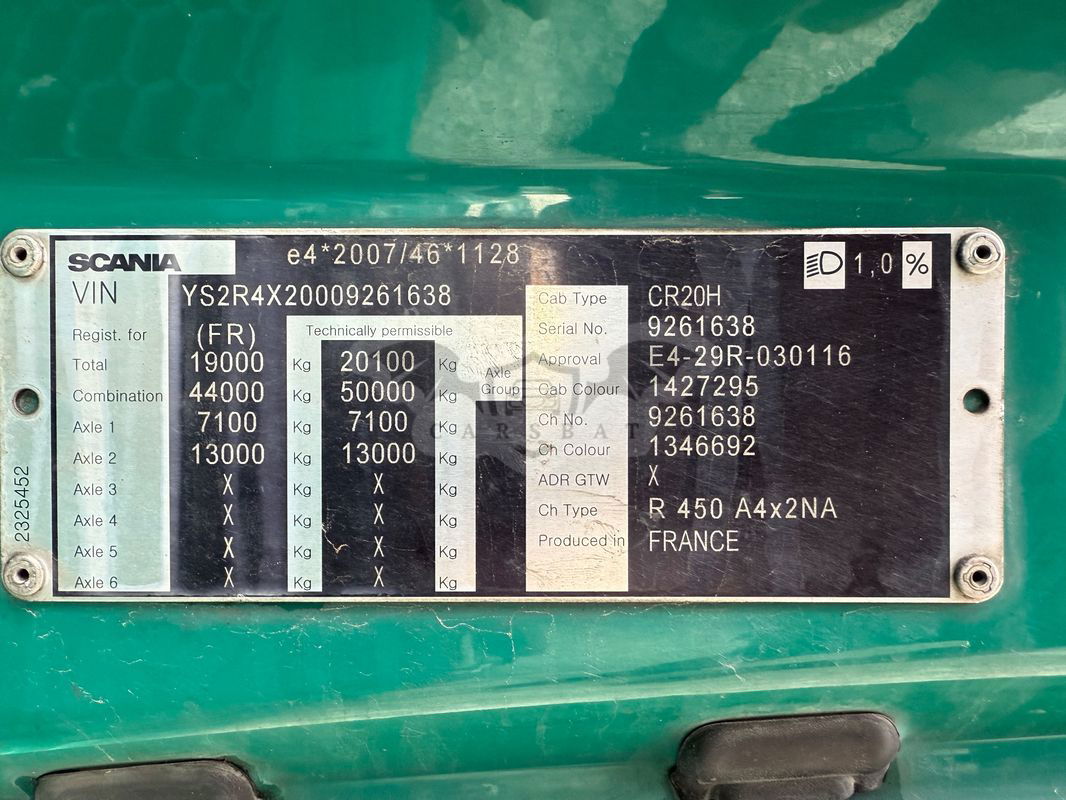 SCANIA e4*2007/46*1128 1,0 %
VIN YS2R4X20009261638
Regist. for (FR) Technically permissible
Total 19000 Kg 20100 Kg
Combination 44000 Kg 50000 Kg
Axle Group
Axle 1 7100 Kg 7100 Kg
Axle 2 13000 Kg 13000 Kg
Axle 3 X Kg X Kg
Axle 4 X Kg X Kg
Axle 5 X Kg X Kg
Axle 6 X Kg X Kg
Cab Type CR20H
Serial No. 9261638
Approval E4-29R-030116
Cab Colour 1427295
Ch No. 9261638
Ch Colour 1346692
ADR GTW X
Ch Type R 450 A4x2NA
Produced in FRANCE
2325452
CARSBAT